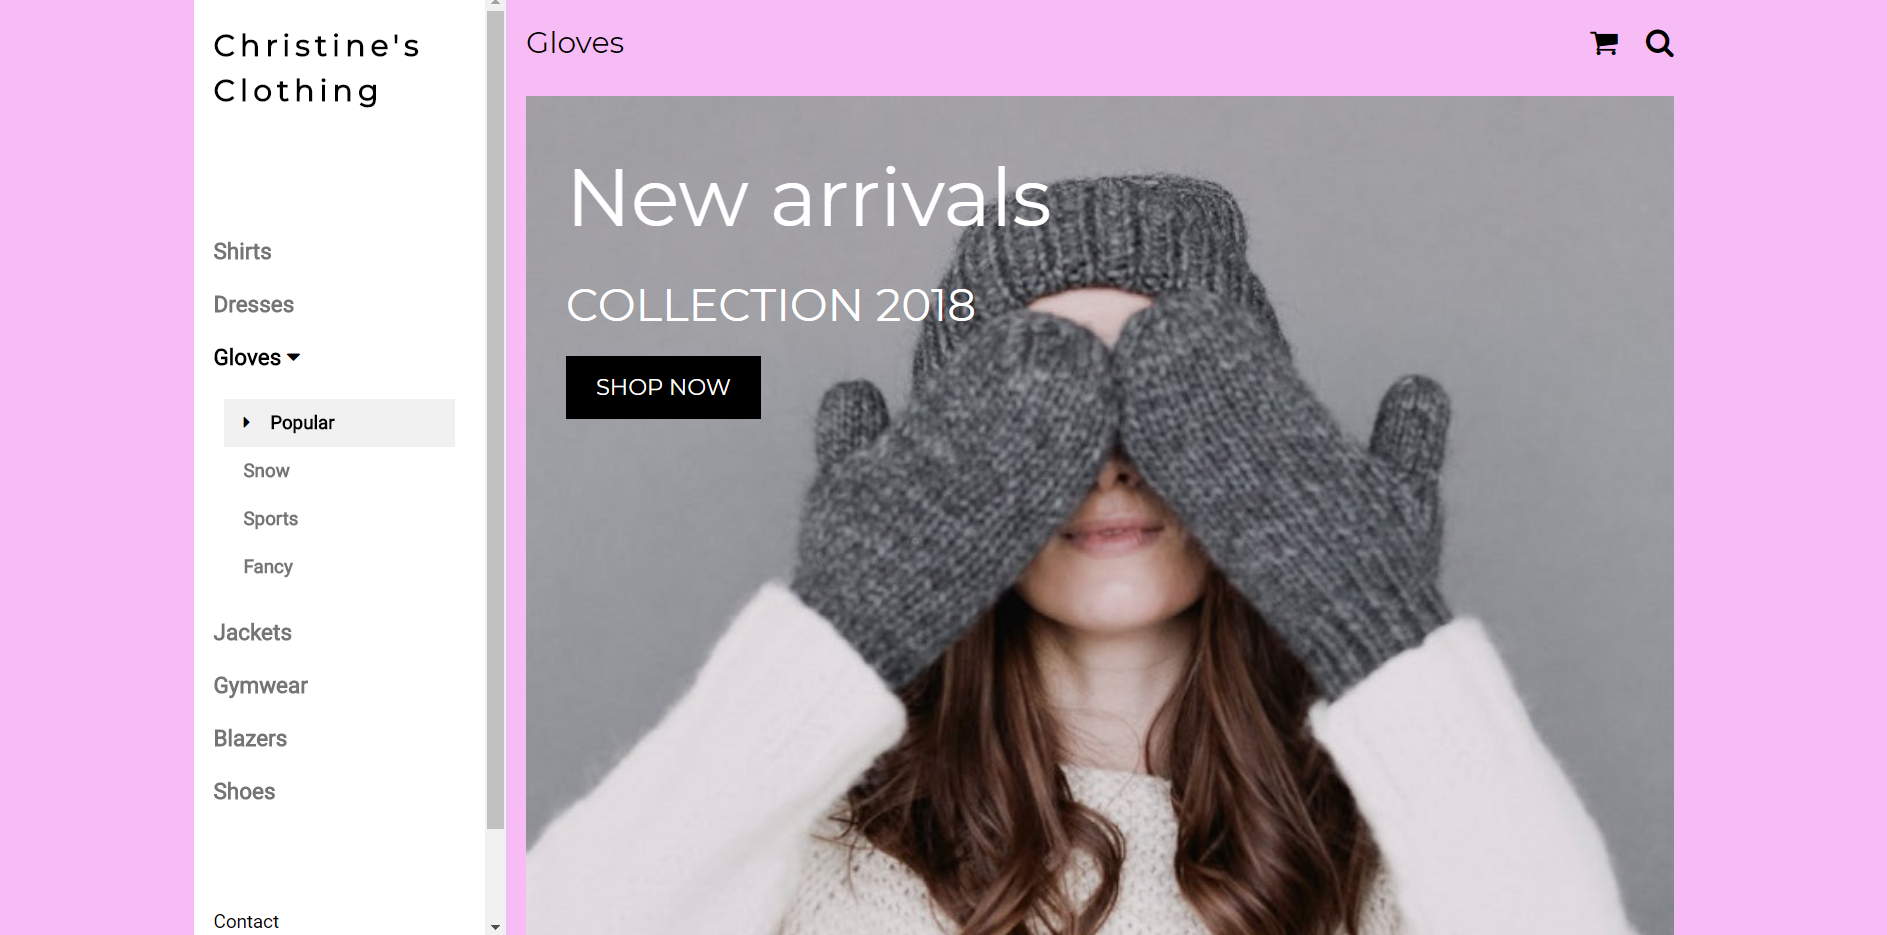 Christine's
Clothing
Shirts
Dresses
Gloves
Popular
Snow
Sports
Fancy
Jackets
Gymwear
Blazers
Shoes
Contact
Gloves
New arrivals
COLLECTION 2018
SHOP NOW